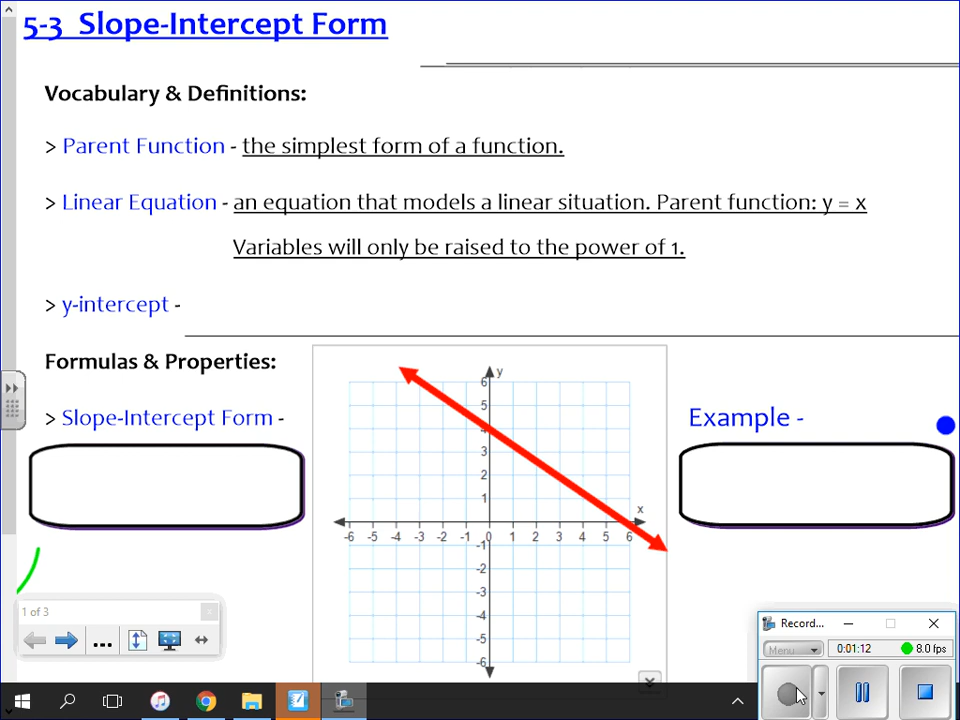 5-3 Slope-Intercept Form
Vocabulary & Definitions:
> Parent Function - the simplest form of a function.
> Linear Equation - an equation that models a linear situation. Parent function: y = x
Variables will only be raised to the power of 1.
> y-intercept -
Formulas & Properties:
> Slope-Intercept Form -
Example -
y
6
5
4
3
2
1
x
-6 -5 -4 -3 -2 -1 0 1 2 3 4 5 6
-1
-2
-3
-4
-5
-6
1 of 3
x
...
Record...
Menu
0:01:12
8.0 fps